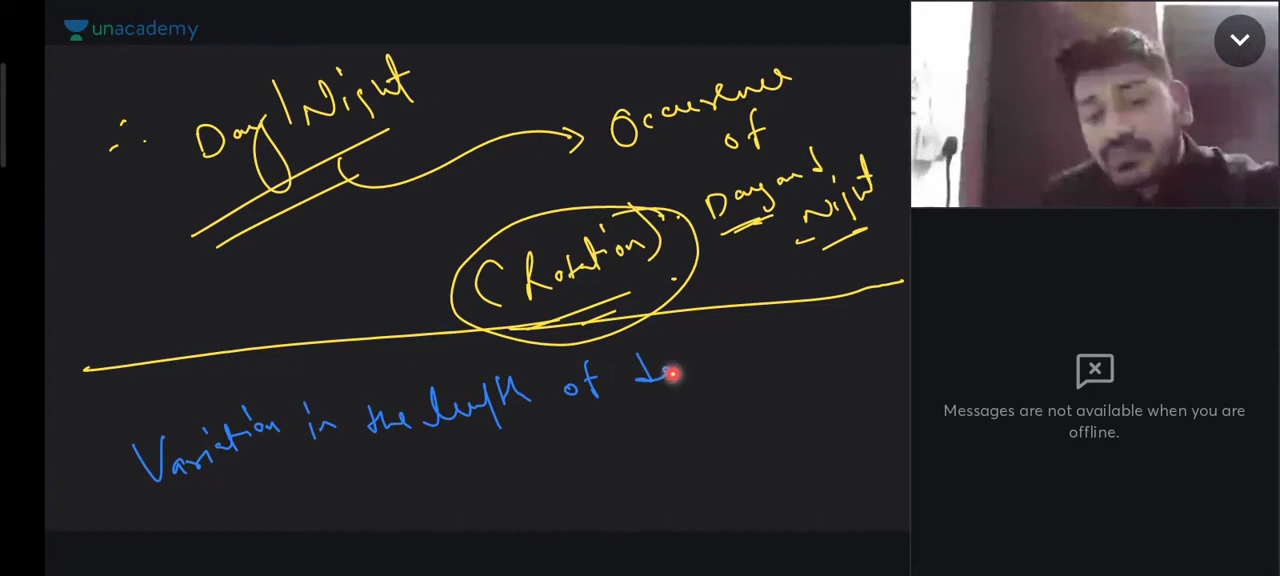 unacademy
∴ Day/Night → Occurence
of
Day and
Night
(Rotation)
Variation in the length of
Messages are not available when you are
offline.